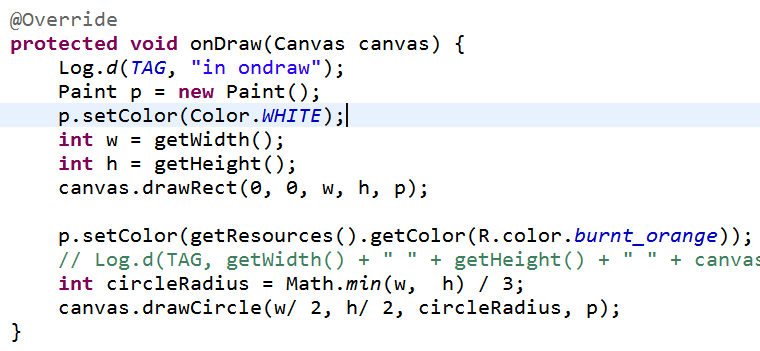 @Override
protected void onDraw(Canvas canvas) {
    Log.d(TAG, "in ondraw");
    Paint p = new Paint();
    p.setColor(Color.WHITE);
    int w = getWidth();
    int h = getHeight();
    canvas.drawRect(0, 0, w, h, p);

    p.setColor(getResources().getColor(R.color.burnt_orange));
    // Log.d(TAG, getWidth() + " " + getHeight() + " " + canvas
    int circleRadius = Math.min(w,  h) / 3;
    canvas.drawCircle(w/ 2, h/ 2, circleRadius, p);
}